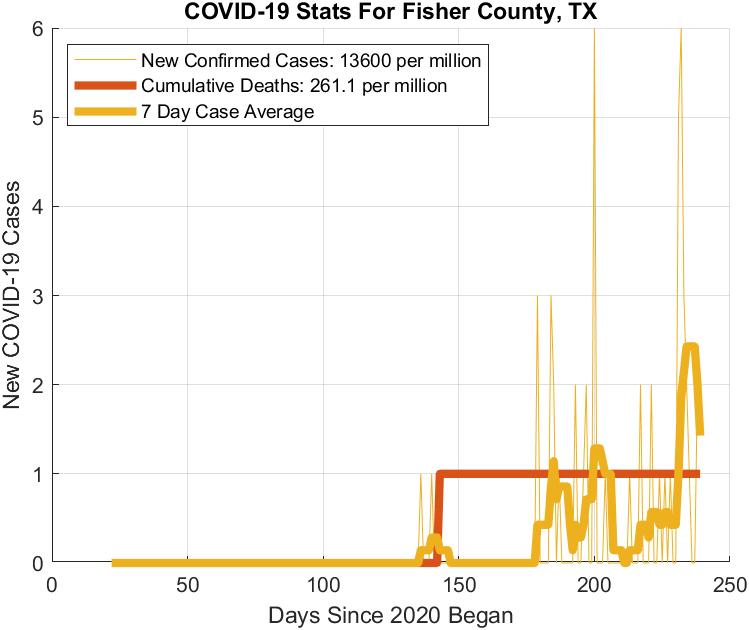 COVID-19 Stats For Fisher County, TX
New Confirmed Cases: 13600 per million
Cumulative Deaths: 261.1 per million
7 Day Case Average
New COVID-19 Cases
6
5
4
3
2
1
0
0 50 100 150 200 250
Days Since 2020 Began